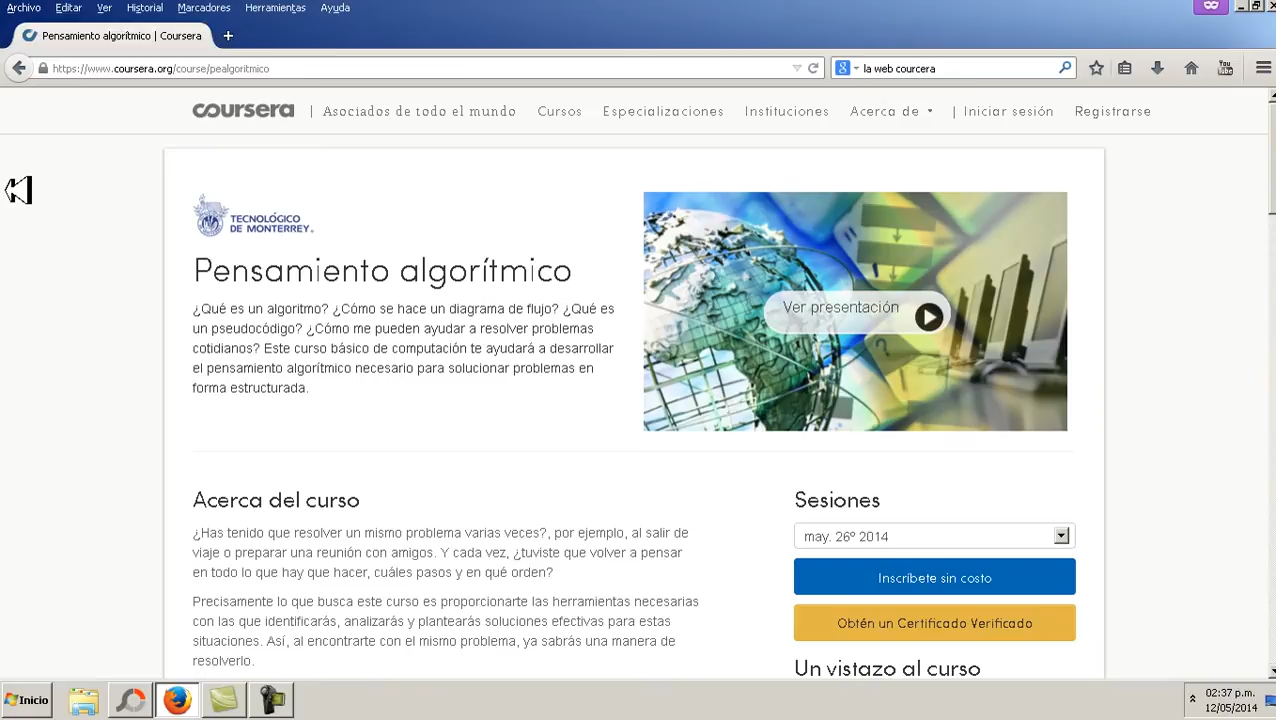 Archivo Editar Ver Historial Marcadores Herramientas Ayuda
Pensamiento algorítmico | Coursera
https://www.coursera.org/course/pealgoritmico
la web courcera
You Tube
coursera | Asociados de todo el mundo Cursos Especializaciones Instituciones Acerca de | Iniciar sesión Registrarse
TECNOLÓGICO
DE MONTERREY.
Pensamiento algorítmico
¿Qué es un algoritmo? ¿Cómo se hace un diagrama de flujo? ¿Qué es
un pseudocódigo? ¿Cómo me pueden ayudar a resolver problemas
cotidianos? Este curso básico de computación te ayudará a desarrollar
el pensamiento algorítmico necesario para solucionar problemas en
forma estructurada.
Ver presentación
Acerca del curso
¿Has tenido que resolver un mismo problema varias veces?, por ejemplo, al salir de
viaje o preparar una reunión con amigos. Y cada vez, ¿tuviste que volver a pensar
en todo lo que hay que hacer, cuáles pasos y en qué orden?
Precisamente lo que busca este curso es proporcionarte las herramientas necesarias
con las que identificarás, analizarás y plantearás soluciones efectivas para estas
situaciones. Así, al encontrarte con el mismo problema, ya sabrás una manera de
resolverlo.
Sesiones
may. 26º 2014
Inscríbete sin costo
Obtén un Certificado Verificado
Un vistazo al curso
Inicio
02:37 p.m.
12/05/2014